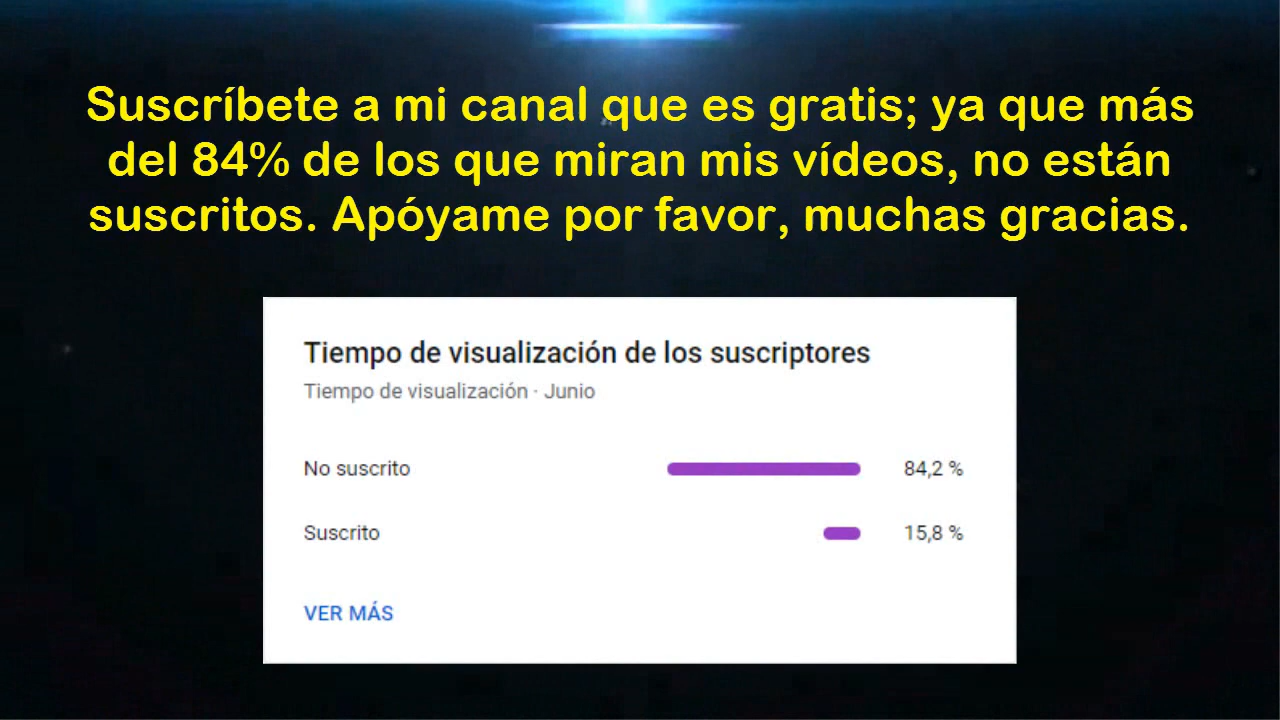 Suscríbete a mi canal que es gratis; ya que más
del 84% de los que miran mis vídeos, no están
suscritos. Apóyame por favor, muchas gracias.
Tiempo de visualización de los suscriptores
Tiempo de visualización · Junio
No suscrito 84,2 %
Suscrito 15,8 %
VER MÁS